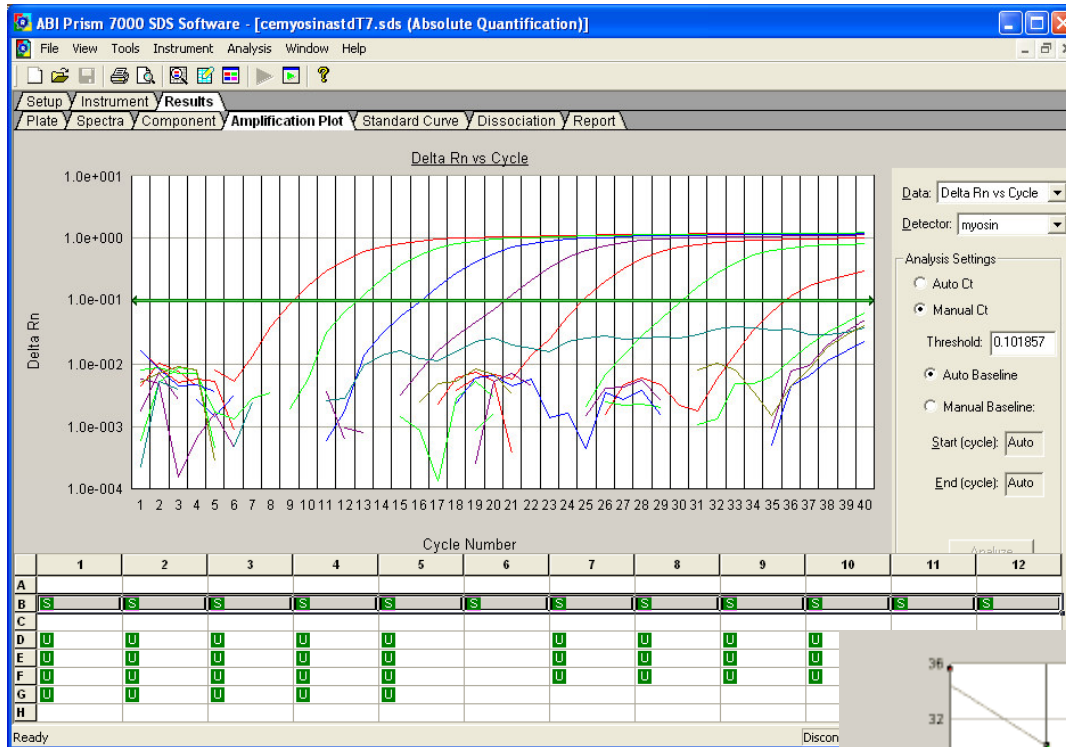 ABI Prism 7000 SDS Software - [cemyosinastdT7.sds (Absolute Quantification)]
File View Tools Instrument Analysis Window Help
Setup Instrument Results
Plate Spectra Component Amplification Plot Standard Curve Dissociation Report
Delta Rn vs Cycle
1.0e+001
1.0e+000
1.0e-001
1.0e-002
1.0e-003
1.0e-004
Delta Rn
1 2 3 4 5 6 7 8 9 10 11 12 13 14 15 16 17 18 19 20 21 22 23 24 25 26 27 28 29 30 31 32 33 34 35 36 37 38 39 40
Cycle Number
Data: Delta Rn vs Cycle
Detector: myosin
Analysis Settings
Auto Ct
Manual Ct
Threshold: 0.101857
Auto Baseline
Manual Baseline:
Start (cycle): Auto
End (cycle): Auto
Analyze
1 2 3 4 5 6 7 8 9 10 11 12
A
B S S S S S S S S S S S S
C
D U U U U U U U U U
E U U U U U U U U U
F U U U U U U U U U
G U U U U U
H
Ready
Discon
36
32